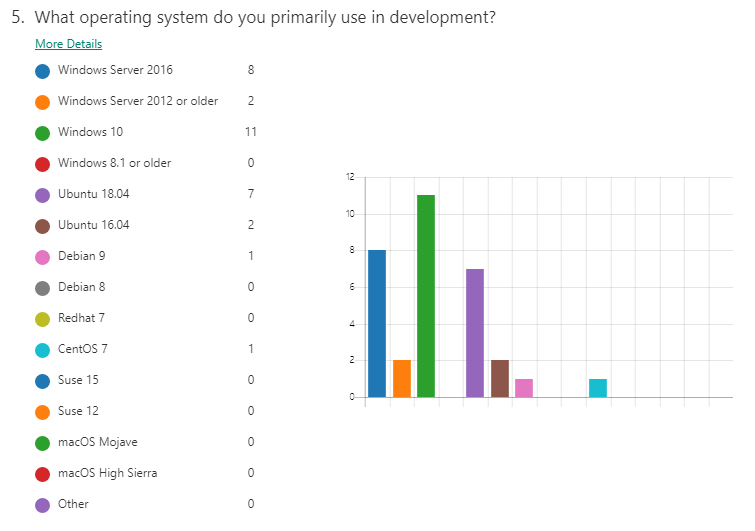 5. What operating system do you primarily use in development?
More Details
Windows Server 2016 8
Windows Server 2012 or older 2
Windows 10 11
Windows 8.1 or older 0
Ubuntu 18.04 7
Ubuntu 16.04 2
Debian 9 1
Debian 8 0
Redhat 7 0
CentOS 7 1
Suse 15 0
Suse 12 0
macOS Mojave 0
macOS High Sierra 0
Other 0
12
10
8
6
4
2
0